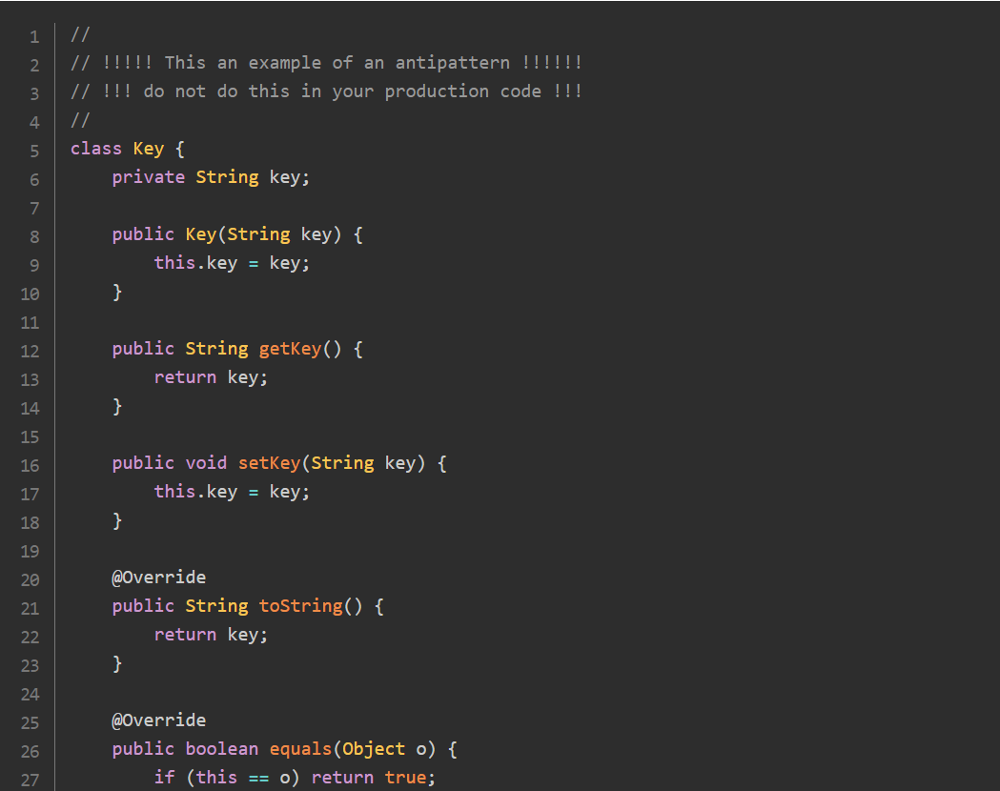 1 //
2 // !!!!! This an example of an antipattern !!!!!!
3 // !!! do not do this in your production code !!!
4 //
5 class Key {
6     private String key;
7
8     public Key(String key) {
9         this.key = key;
10     }
11
12     public String getKey() {
13         return key;
14     }
15
16     public void setKey(String key) {
17         this.key = key;
18     }
19
20     @Override
21     public String toString() {
22         return key;
23     }
24
25     @Override
26     public boolean equals(Object o) {
27         if (this == o) return true;